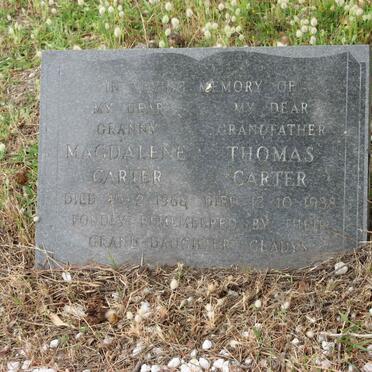 IN LOVING MEMORY OF
MY DEAR MY DEAR
GRANNY GRANDFATHER
MAGDALENE THOMAS
CARTER CARTER
DIED DIED 12-10-1938
FONDLY REMEMBERED BY THEIR
GRAND-DAUGHTER GLADYS